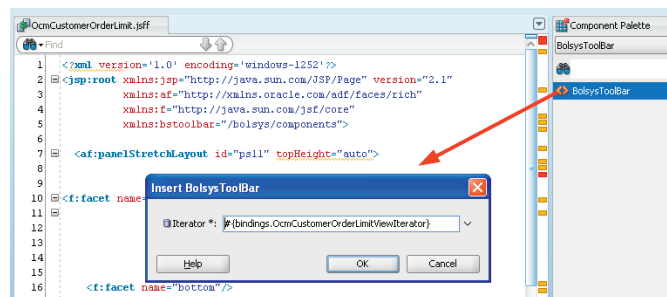 OcmCustomerOrderLimit.jsff
Component Palette
Find
BolsysToolBar
BolsysToolBar
1 <?xml version='1.0' encoding='windows-1252'?>
2 <jsp:root xmlns:jsp="http://java.sun.com/JSP/Page" version="2.1"
3 xmlns:af="http://xmlns.oracle.com/adf/faces/rich"
4 xmlns:f="http://java.sun.com/jsf/core"
5 xmlns:bstoolbar="/bolsys/components">
6
7 <af:panelStretchLayout id="psl1" topHeight="auto">
8
9
10 <f:facet name=
11
12
13
14
15
16 <f:facet name="bottom"/>
Insert BolsysToolBar
Iterator *: #{bindings.OcmCustomerOrderLimitViewIterator}
Help OK Cancel